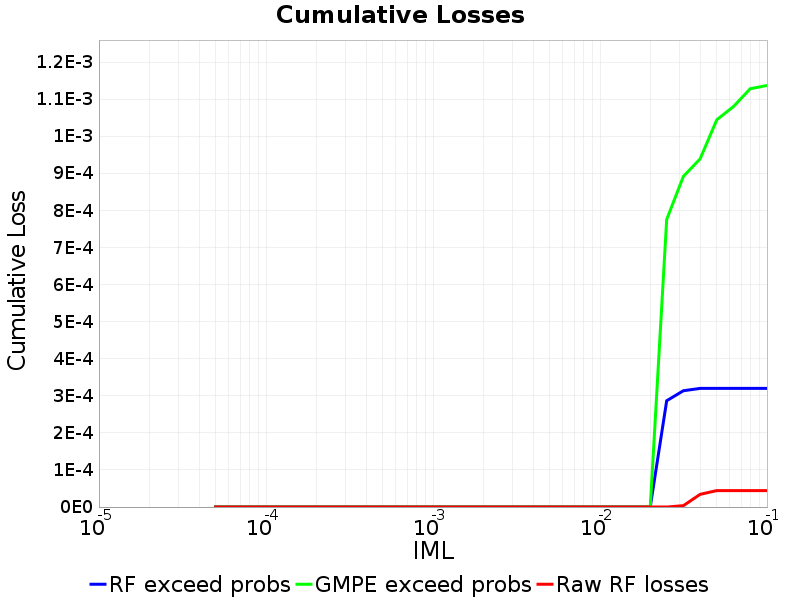 Cumulative Losses
Cumulative Loss
1.2E-3
1.1E-3
1E-3
9E-4
8E-4
7E-4
6E-4
5E-4
4E-4
3E-4
2E-4
1E-4
0E0
10^-5 10^-4 10^-3 10^-2 10^-1
IML
RF exceed probs GMPE exceed probs Raw RF losses